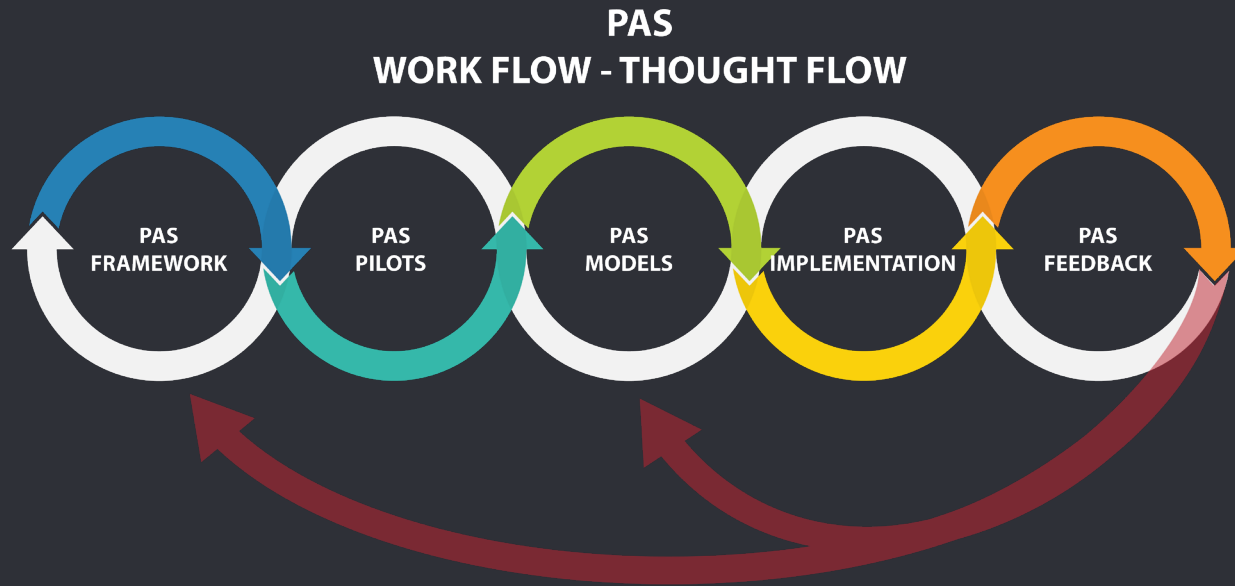 PAS
WORK FLOW - THOUGHT FLOW
PAS
FRAMEWORK
PAS
PILOTS
PAS
MODELS
PAS
IMPLEMENTATION
PAS
FEEDBACK